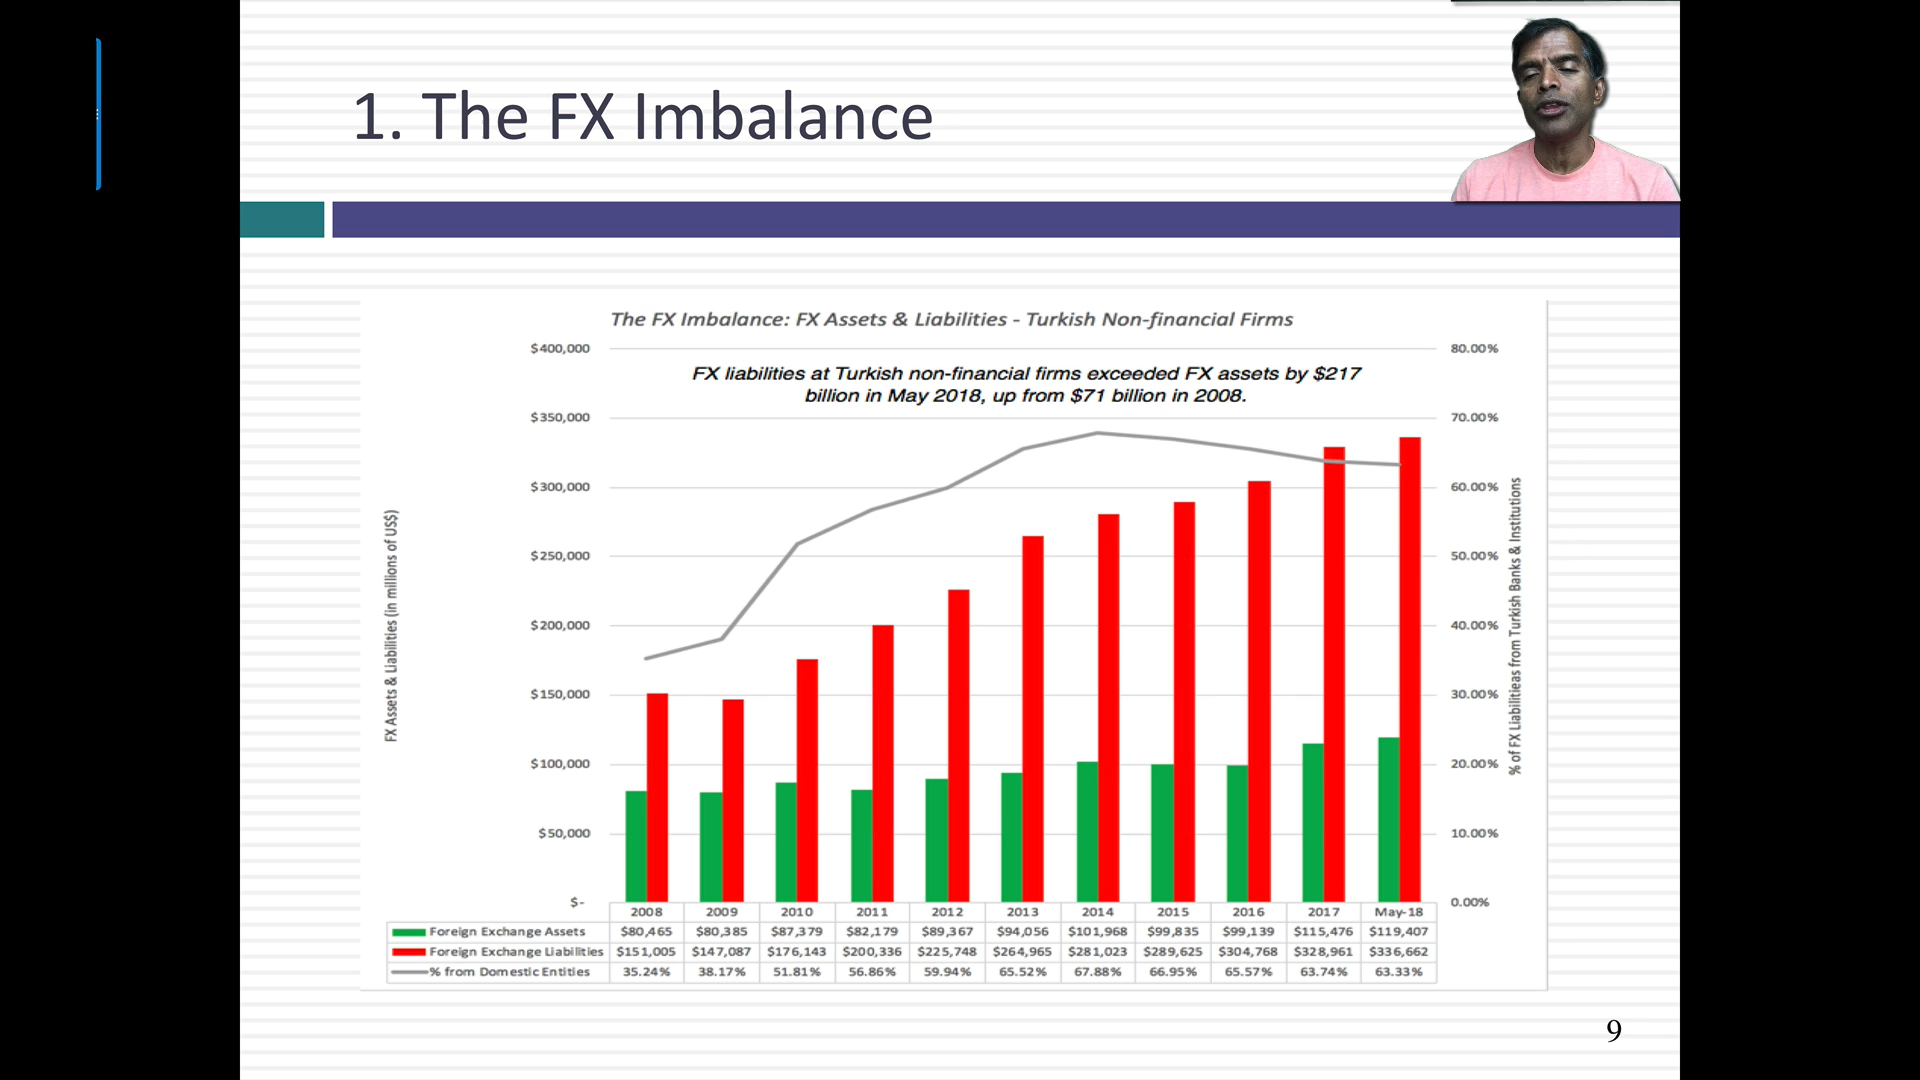 1. The FX Imbalance
The FX Imbalance: FX Assets & Liabilities - Turkish Non-financial Firms
FX liabilities at Turkish non-financial firms exceeded FX assets by $217
billion in May 2018, up from $71 billion in 2008.
FX Assets & Liabilities (in millions of US$)
$400,000
$350,000
$300,000
$250,000
$200,000
$150,000
$100,000
$50,000
$-
80.00%
70.00%
60.00%
50.00%
40.00%
30.00%
20.00%
10.00%
0.00%
% of FX Liabilitieas from Turkish Banks & Institutions
2008 2009 2010 2011 2012 2013 2014 2015 2016 2017 May-18
Foreign Exchange Assets $80,465 $80,385 $87,379 $82,179 $89,367 $94,056 $101,968 $99,835 $99,139 $115,476 $119,407
Foreign Exchange Liabilities $151,005 $147,087 $176,143 $200,336 $225,748 $264,965 $281,023 $289,625 $304,768 $328,961 $336,662
% from Domestic Entities 35.24% 38.17% 51.81% 56.86% 59.94% 65.52% 67.88% 66.95% 65.57% 63.74% 63.33%
9